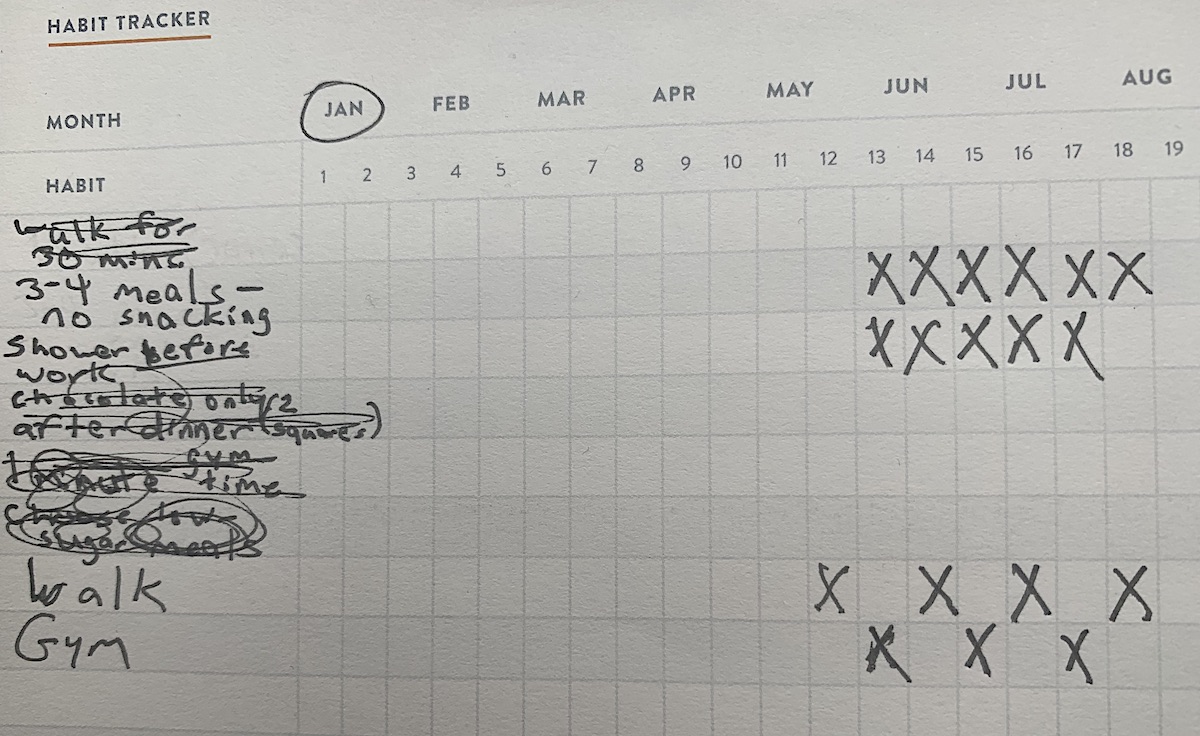 HABIT TRACKER
MONTH JAN FEB MAR APR MAY JUN JUL AUG
HABIT 1 2 3 4 5 6 7 8 9 10 11 12 13 14 15 16 17 18 19
walk for
30 mins
3-4 meals — X X X X X X
no snacking
Shower before X X X X X
work
chocolate only (2
after dinner squares)
gym
time
choose low
sugar meals
Walk X X X X
Gym X X X